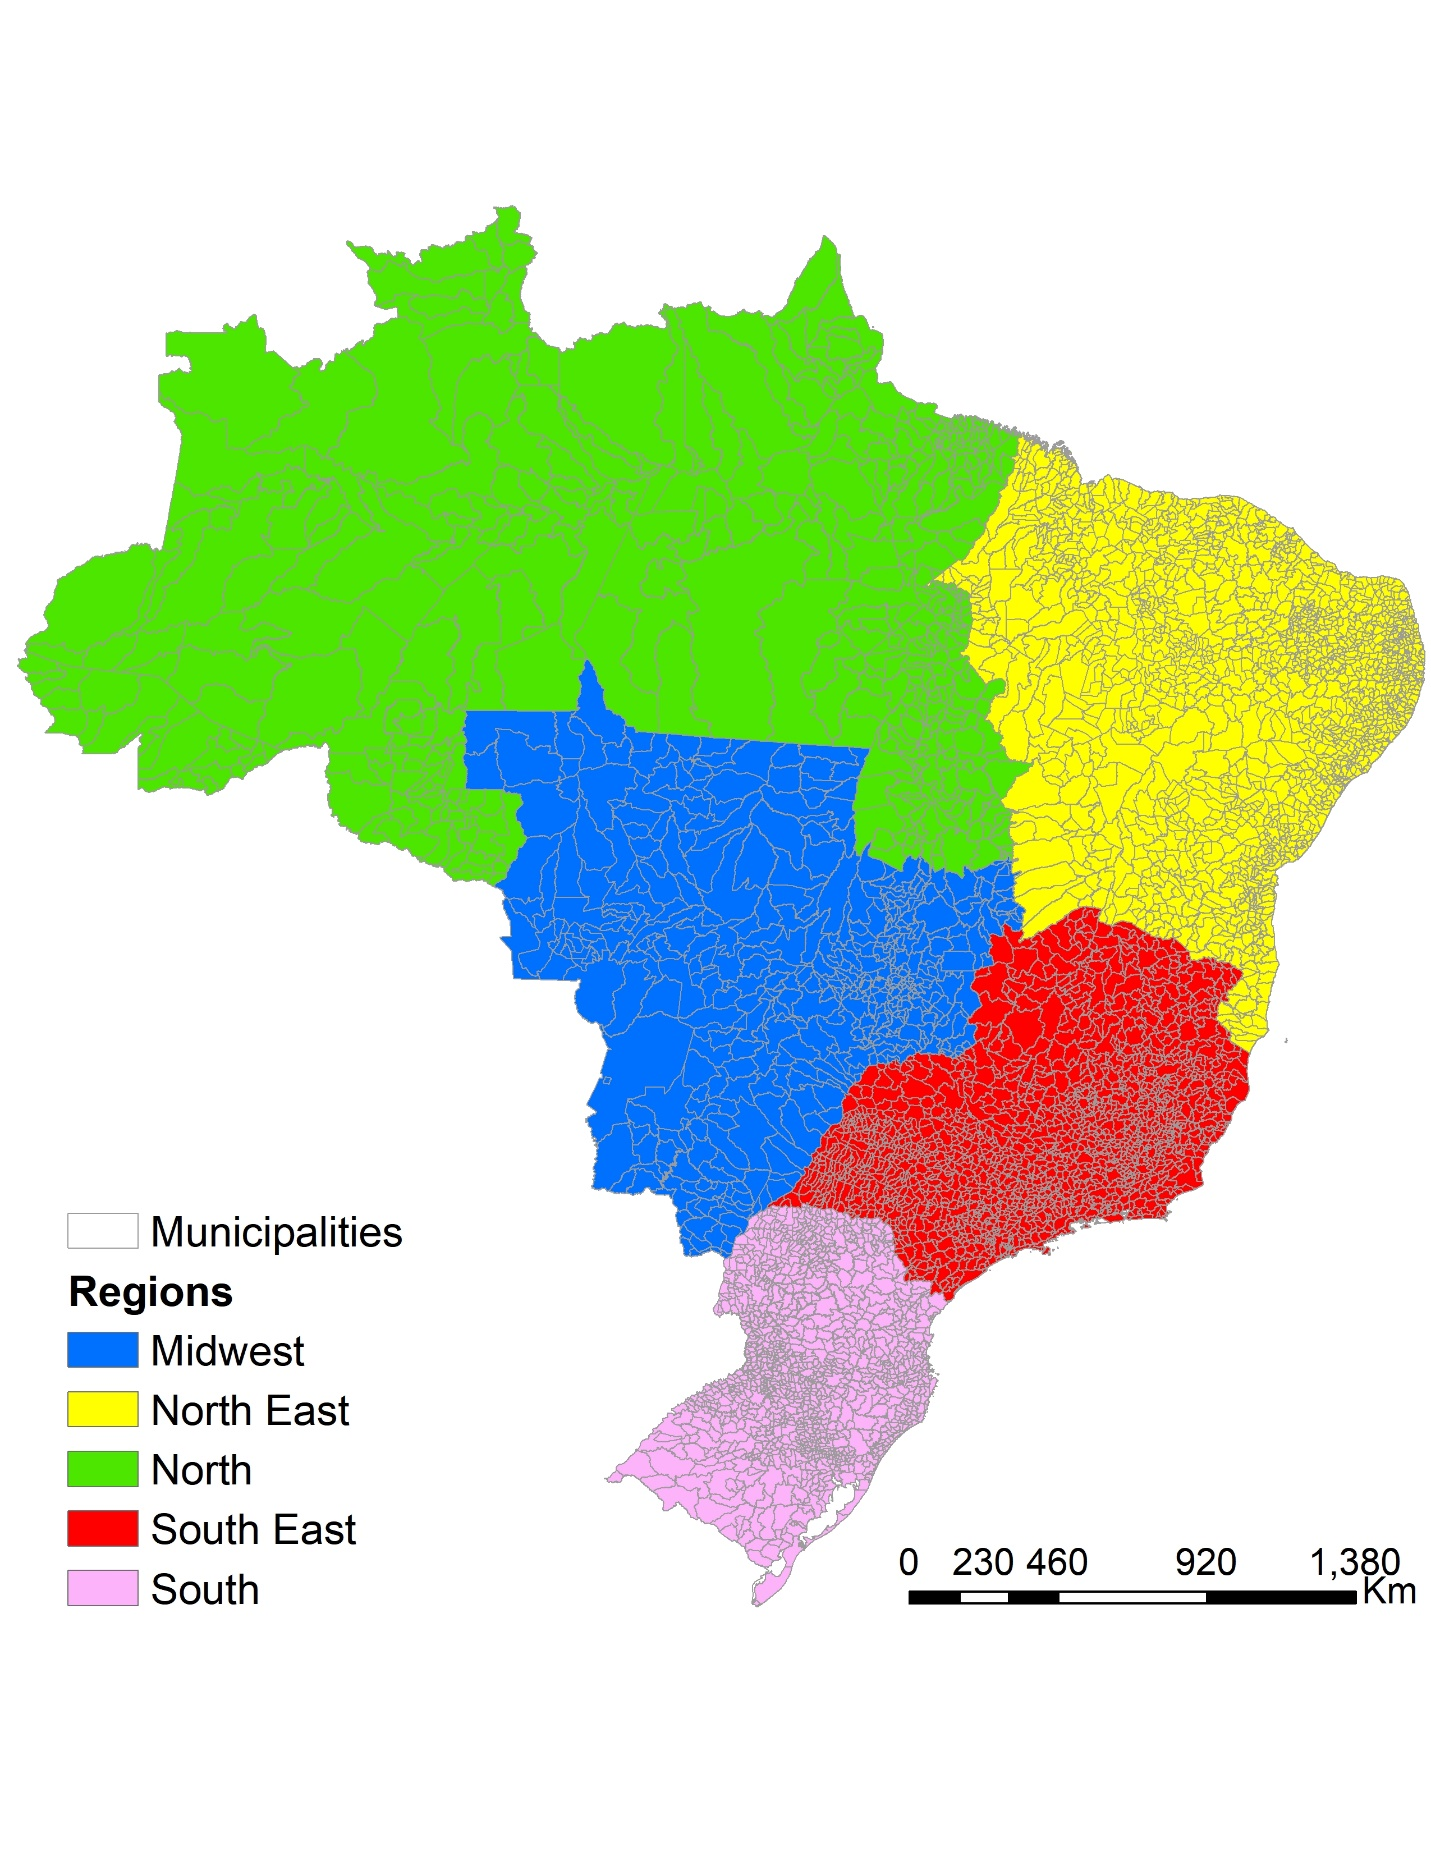 Municipalities
Regions
Midwest
North East
North
South East
South
0 230 460 920 1,380
Km